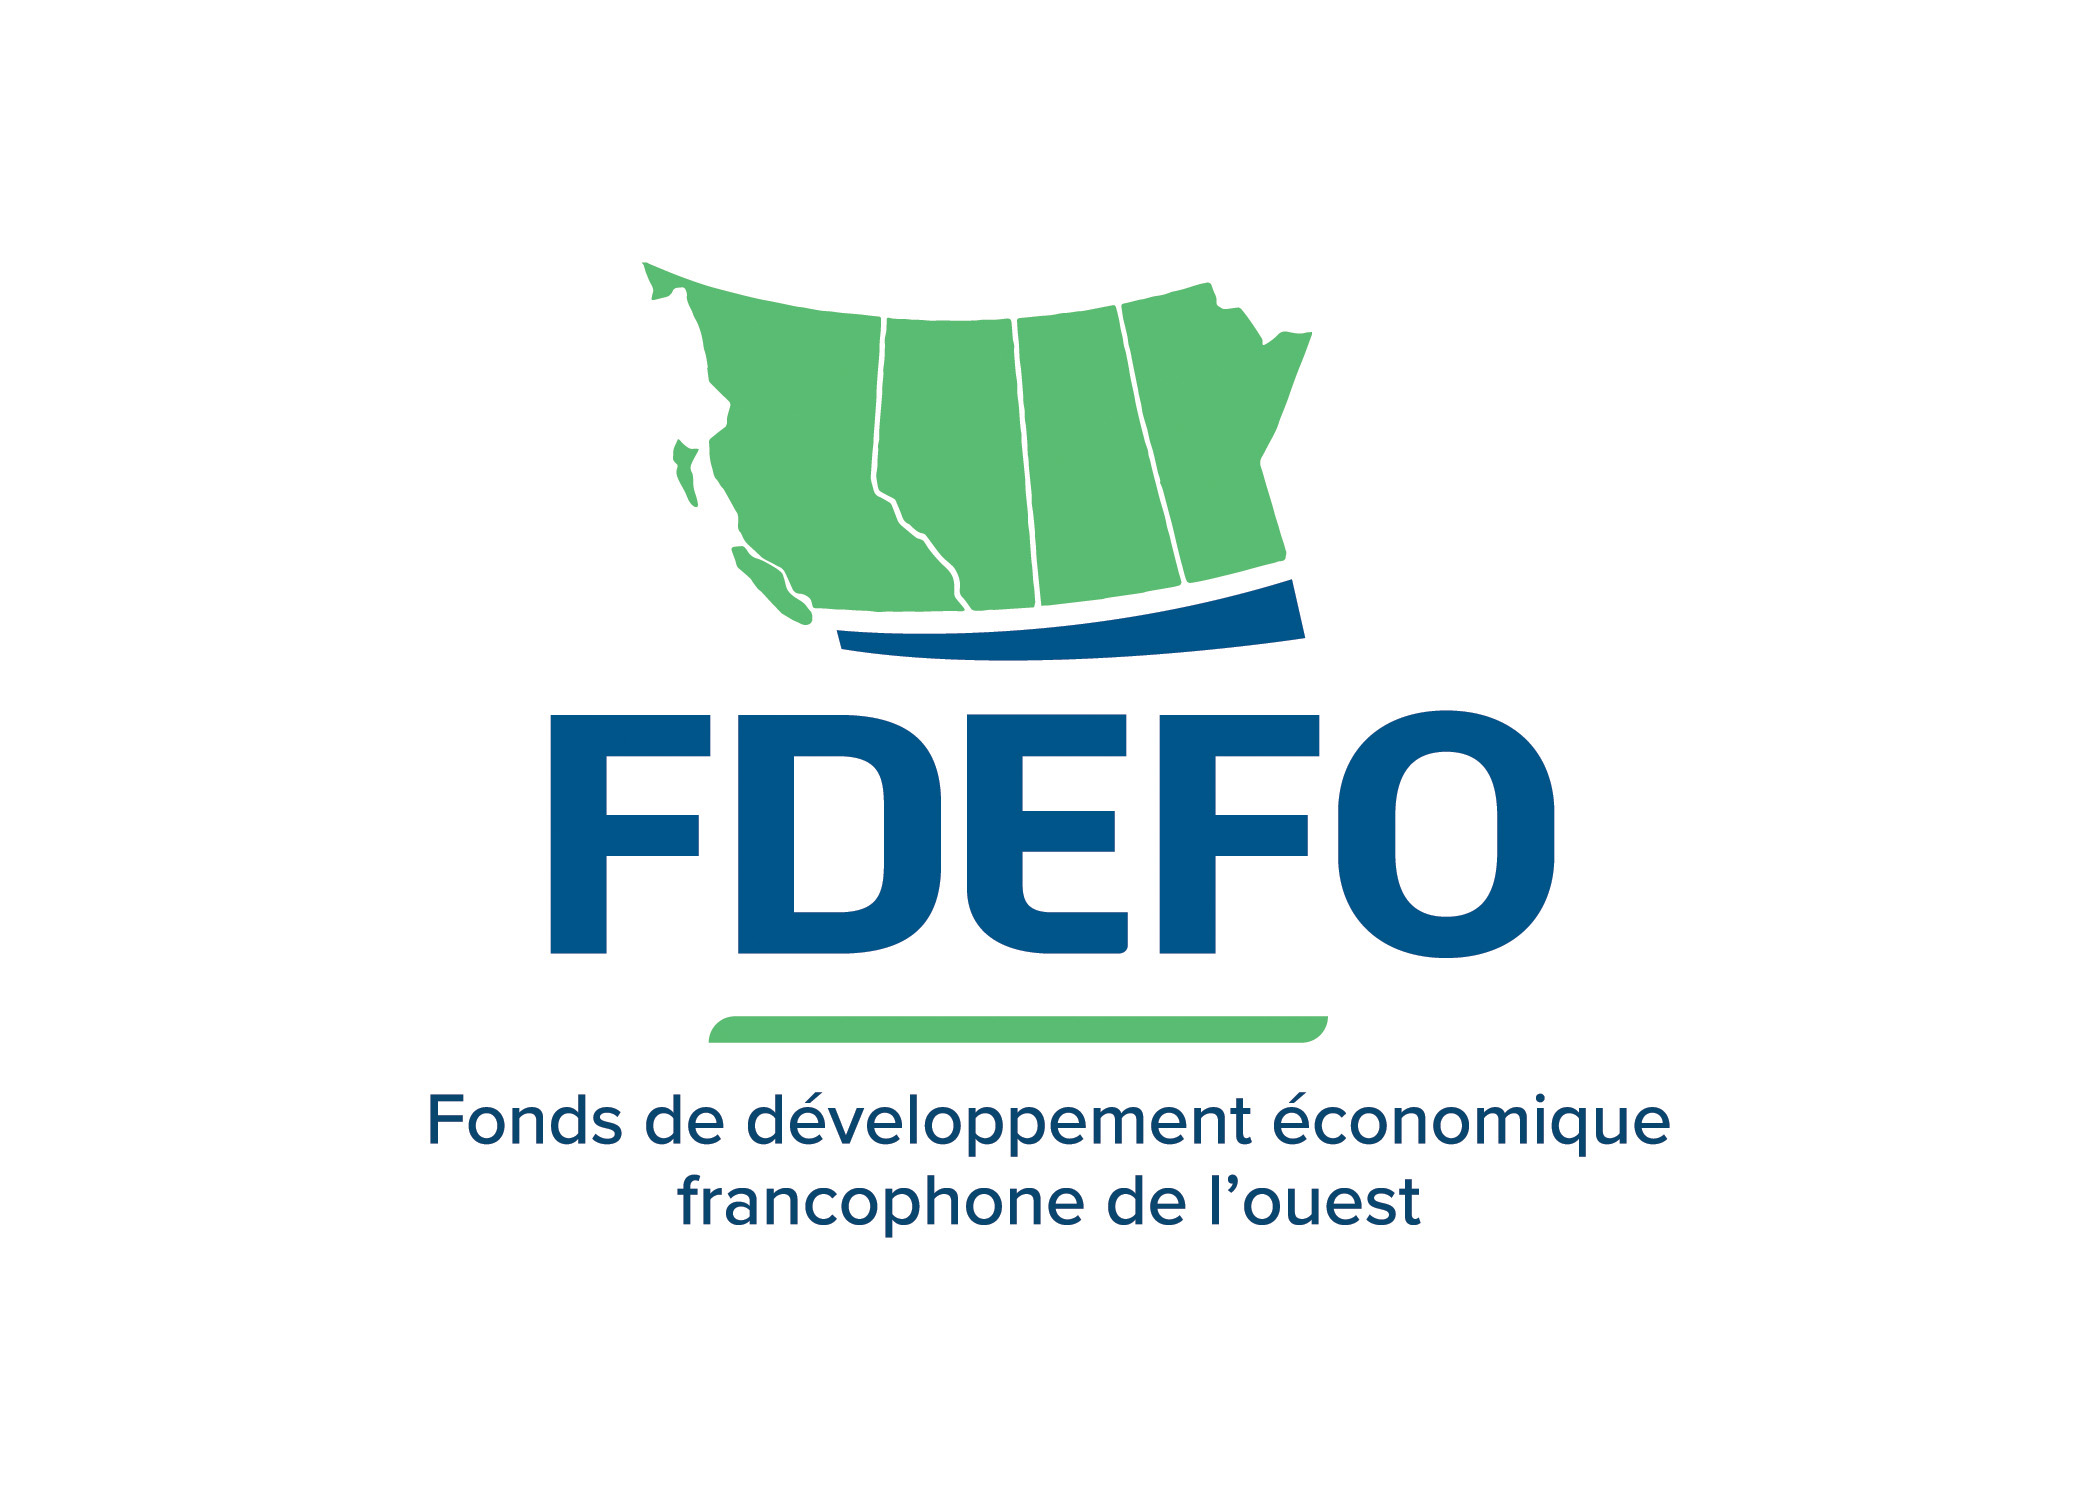 FDEFO
Fonds de développement économique
francophone de l’ouest